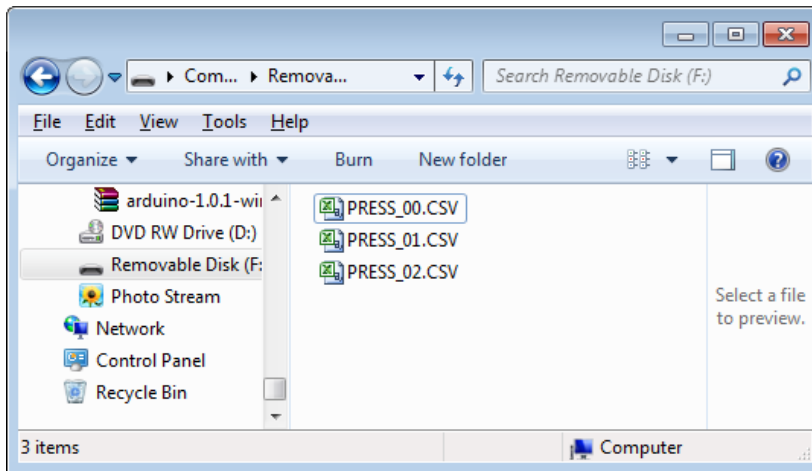 Com... Remova...
Search Removable Disk (F:)
File Edit View Tools Help
Organize Share with Burn New folder
arduino-1.0.1-wi
DVD RW Drive (D:)
Removable Disk (F:
Photo Stream
Network
Control Panel
Recycle Bin
PRESS_00.CSV
PRESS_01.CSV
PRESS_02.CSV
Select a file
to preview.
3 items
Computer